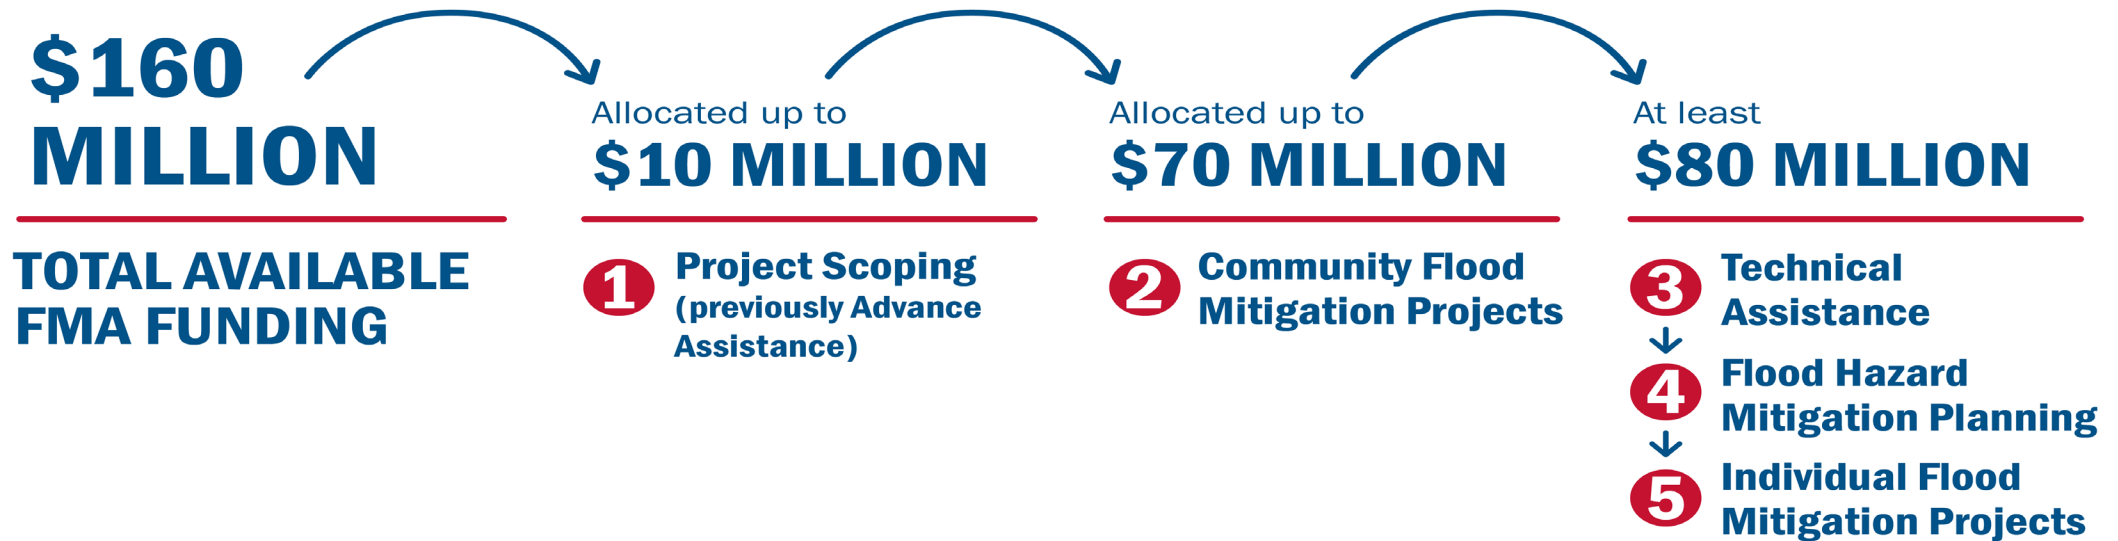 $160
MILLION
TOTAL AVAILABLE
FMA FUNDING
Allocated up to
$10 MILLION
1
Project Scoping
(previously Advance
Assistance)
Allocated up to
$70 MILLION
2
Community Flood
Mitigation Projects
At least
$80 MILLION
3
Technical
Assistance
4
Flood Hazard
Mitigation Planning
5
Individual Flood
Mitigation Projects